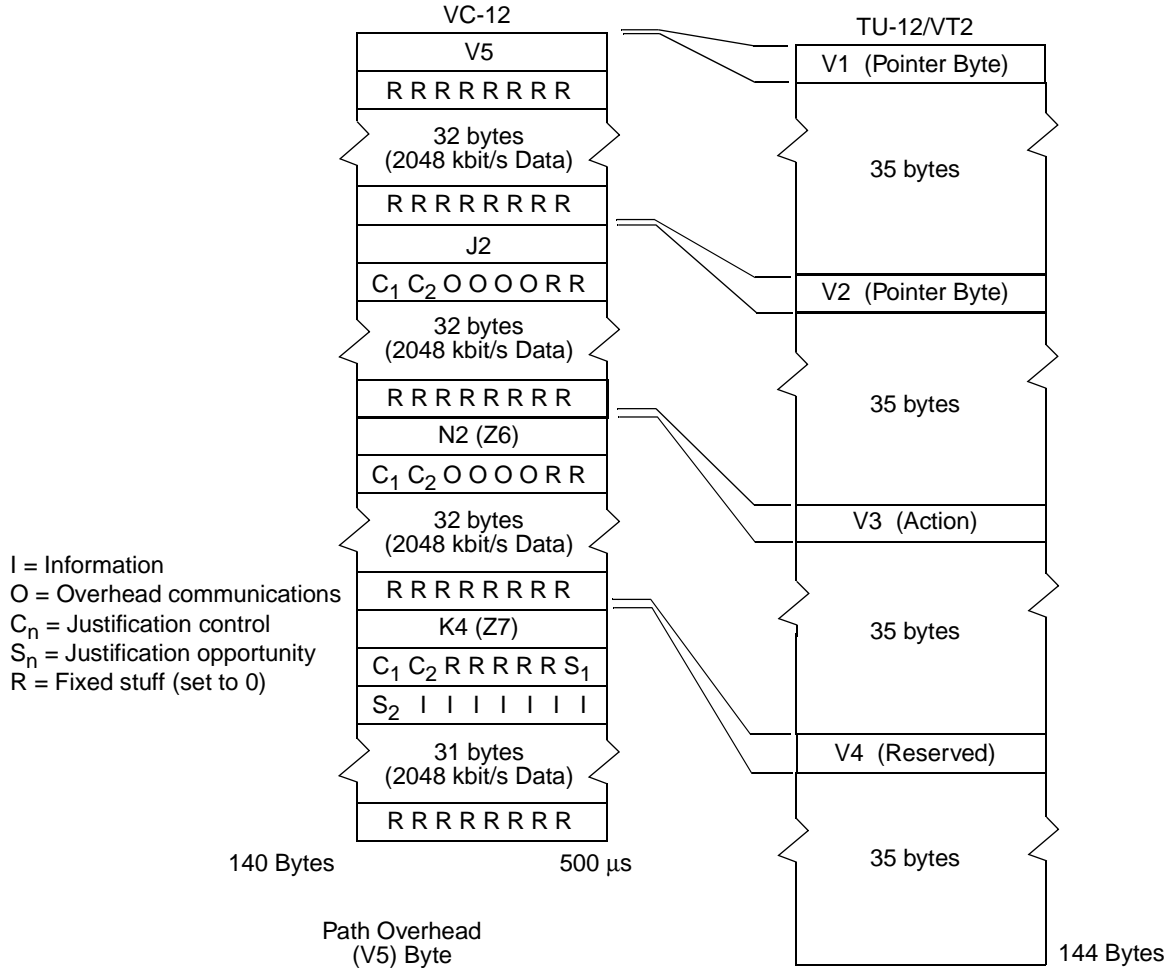 VC-12
V5
R R R R R R R R
32 bytes
(2048 kbit/s Data)
R R R R R R R R
J2
C1 C2 O O O O R R
32 bytes
(2048 kbit/s Data)
R R R R R R R R
N2 (Z6)
C1 C2 O O O O R R
32 bytes
(2048 kbit/s Data)
R R R R R R R R
K4 (Z7)
C1 C2 R R R R R S1
S2 I I I I I I I
31 bytes
(2048 kbit/s Data)
R R R R R R R R
140 Bytes
500 μs
I = Information
O = Overhead communications
Cn = Justification control
Sn = Justification opportunity
R = Fixed stuff (set to 0)
Path Overhead
(V5) Byte
TU-12/VT2
V1 (Pointer Byte)
35 bytes
V2 (Pointer Byte)
35 bytes
V3 (Action)
35 bytes
V4 (Reserved)
35 bytes
144 Bytes